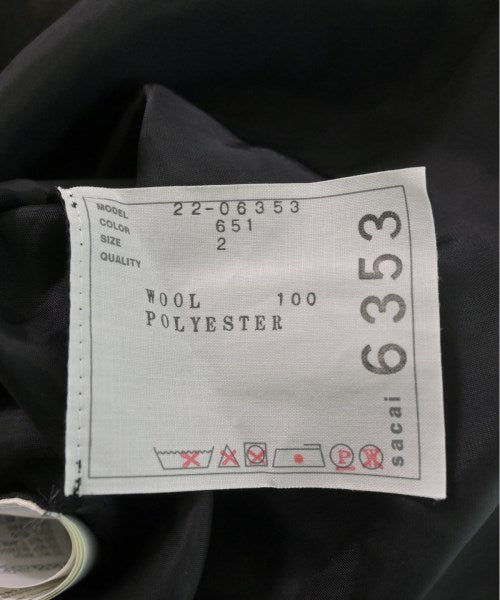 MODEL 22-06353
COLOR 651
SIZE 2
QUALITY
WOOL 100
POLYESTER
P
W
sacai 6353